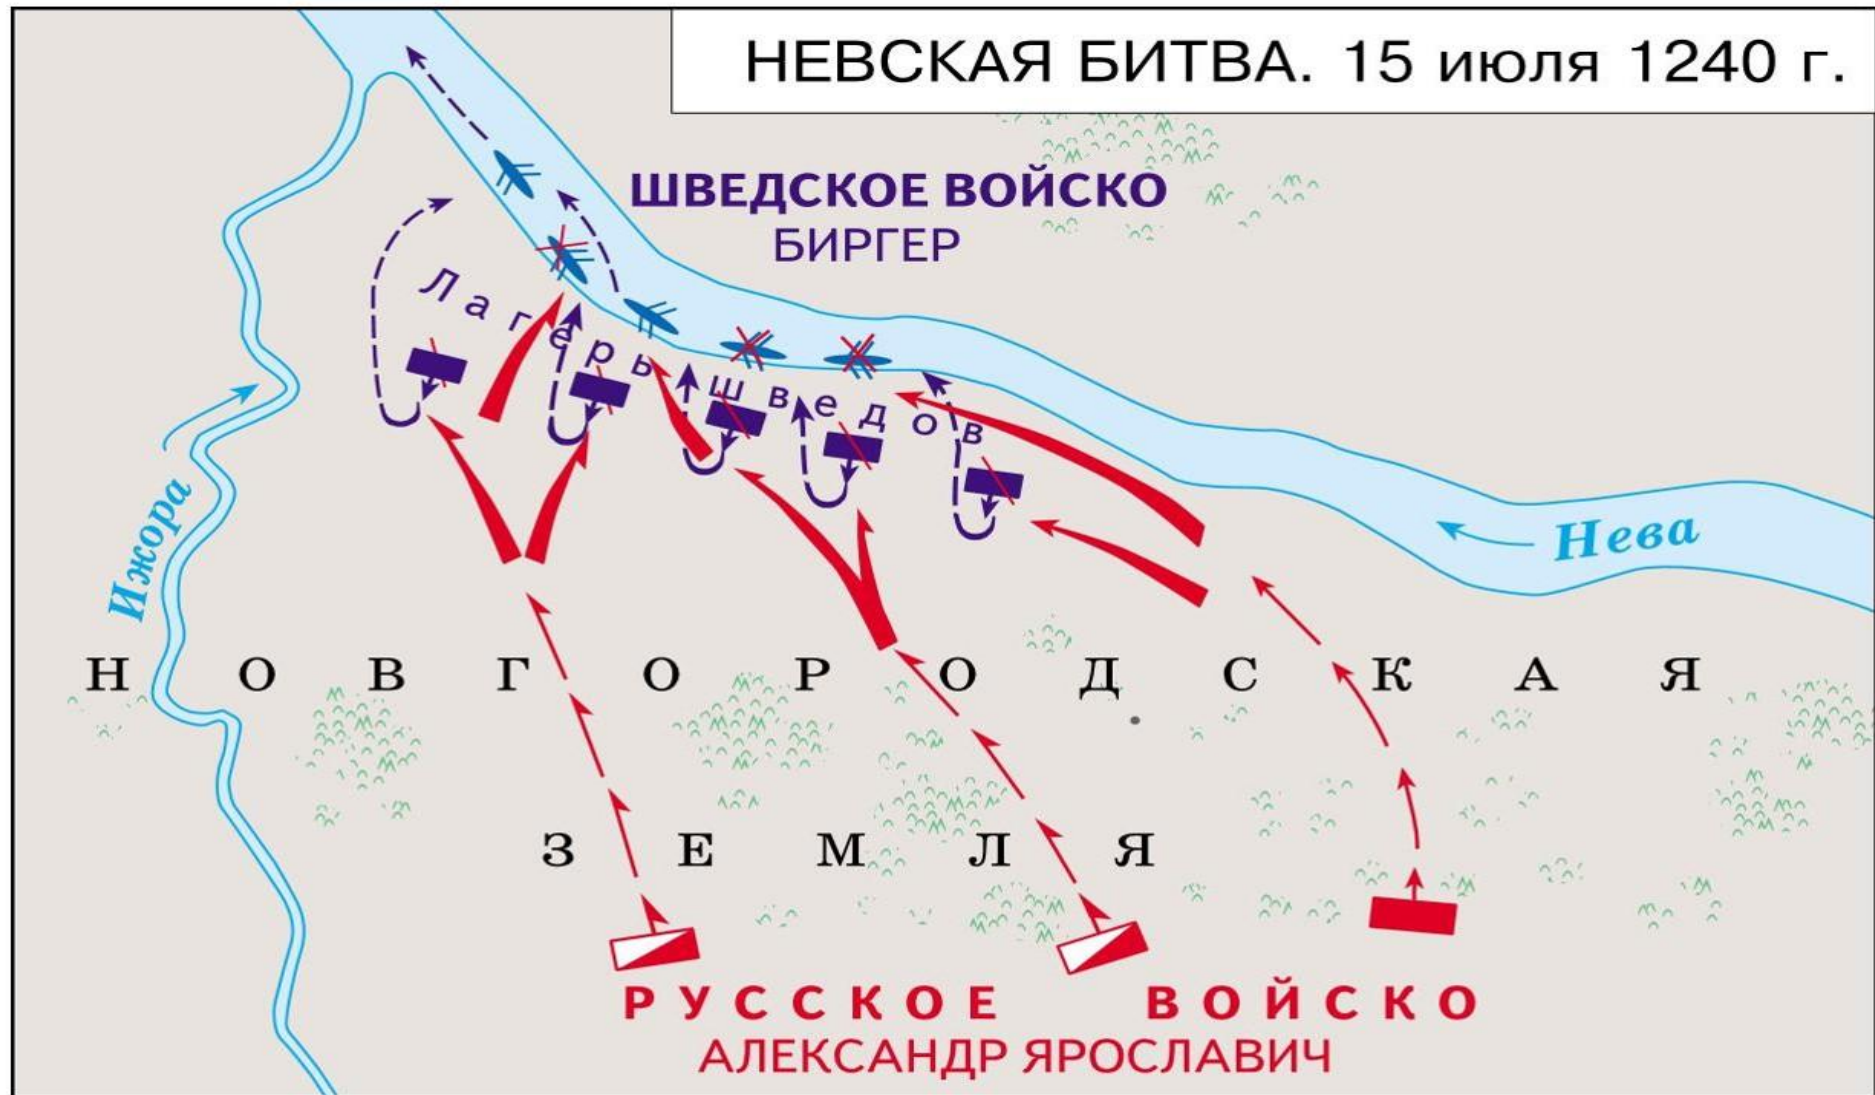 НЕВСКАЯ БИТВА. 15 июля 1240 г.
ШВЕДСКОЕ ВОЙСКО
БИРГЕР
Лагерь шведов
Ижора
Нева
НОВГОРОДСКАЯ
ЗЕМЛЯ
РУССКОЕ ВОЙСКО
АЛЕКСАНДР ЯРОСЛАВИЧ